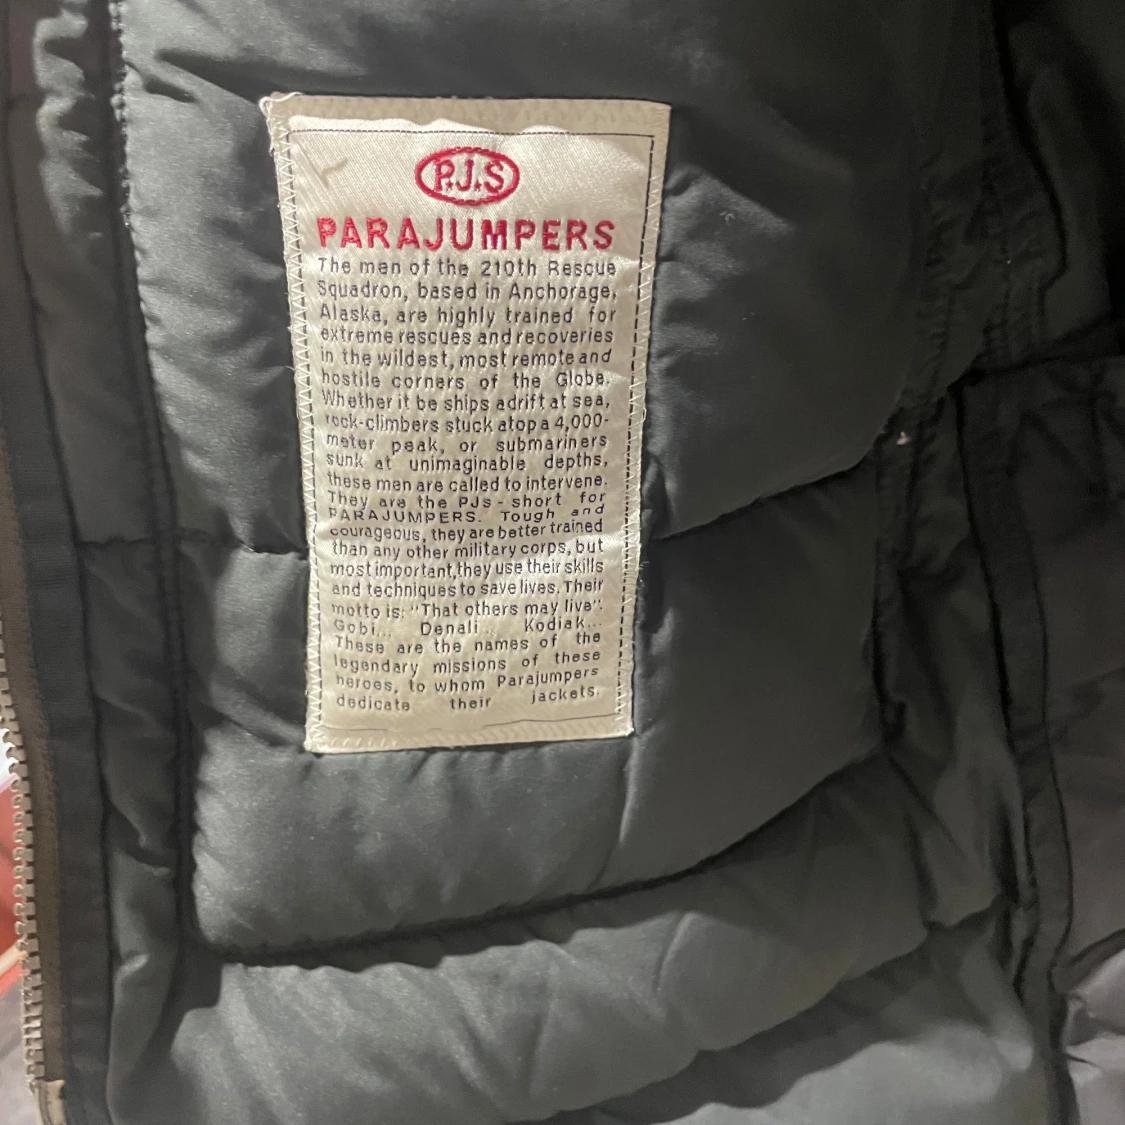 P.J.S
PARAJUMPERS
The men of the 210th Rescue
Squadron, based in Anchorage,
Alaska, are highly trained for
extreme rescues and recoveries
in the wildest, most remote and
hostile corners of the Globe.
Whether it be ships adrift at sea,
rock-climbers stuck atop a 4,000-
meter peak, or submariners
sunk at unimaginable depths,
these men are called to intervene.
They are the PJs - short for
PARAJUMPERS. Tough and
courageous, they are better trained
than any other military corps, but
most important,they use their skills
and techniques to save lives. Their
motto is: "That others may live".
Gobi... Denali... Kodiak...
These are the names of the
legendary missions of these
heroes, to whom Parajumpers
dedicate their jackets.